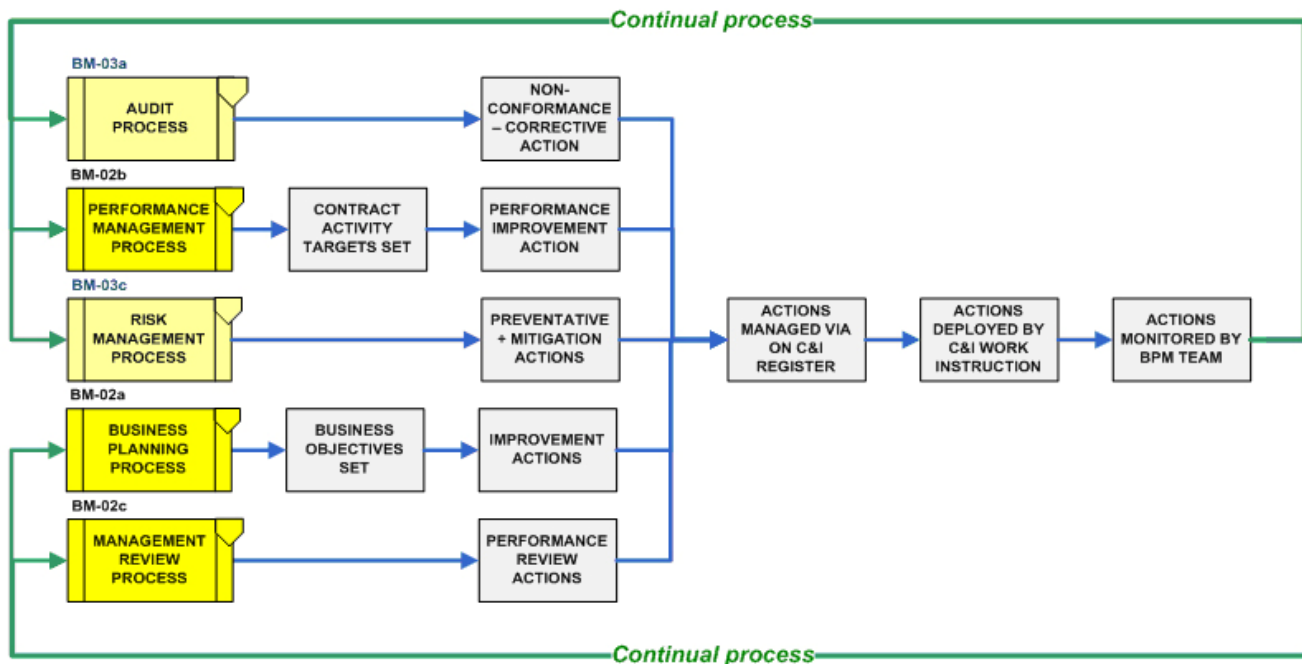 Continual process
BM-03a
AUDIT
PROCESS
NON-
CONFORMANCE
– CORRECTIVE
ACTION
BM-02b
PERFORMANCE
MANAGEMENT
PROCESS
CONTRACT
ACTIVITY
TARGETS SET
PERFORMANCE
IMPROVEMENT
ACTION
BM-03c
RISK
MANAGEMENT
PROCESS
PREVENTATIVE
+ MITIGATION
ACTIONS
ACTIONS
MANAGED VIA
ON C&I
REGISTER
ACTIONS
DEPLOYED BY
C&I WORK
INSTRUCTION
ACTIONS
MONITORED BY
BPM TEAM
BM-02a
BUSINESS
PLANNING
PROCESS
BUSINESS
OBJECTIVES
SET
IMPROVEMENT
ACTIONS
BM-02c
MANAGEMENT
REVIEW
PROCESS
PERFORMANCE
REVIEW
ACTIONS
Continual process